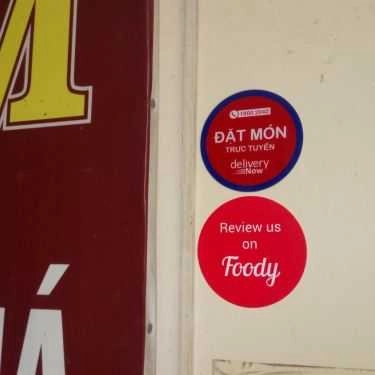 1900 2042
ĐẶT MÓN
TRỰC TUYẾN
delivery
Now
Review us
on
Foody